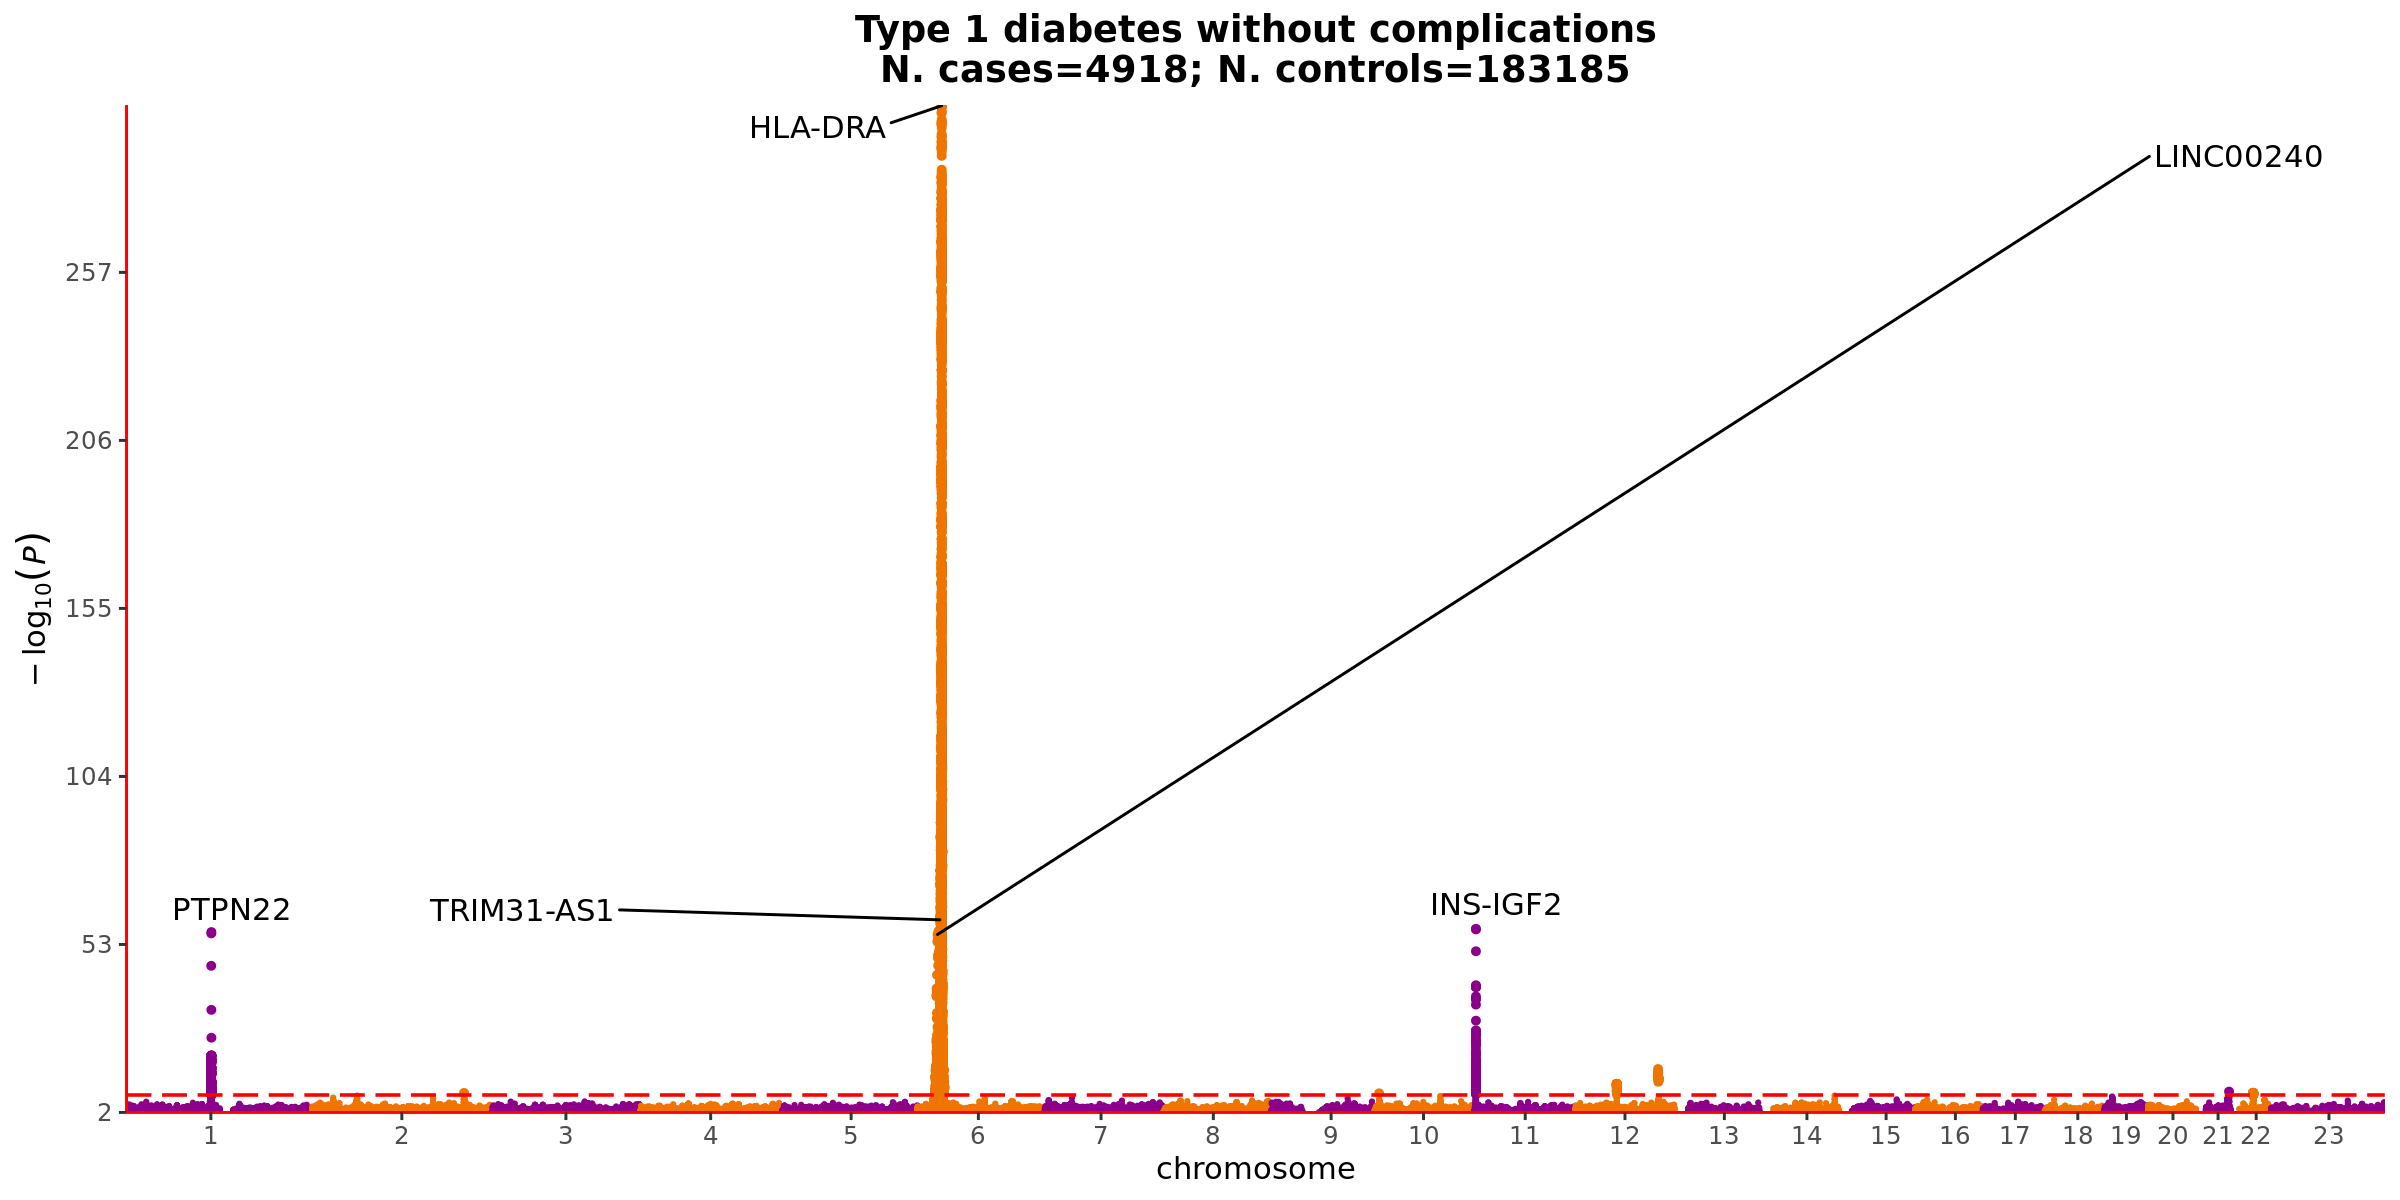 Type 1 diabetes without complications
N. cases=4918; N. controls=183185
HLA-DRA
LINC00240
257
206
155
104
53
2
−log10(P)
PTPN22
TRIM31-AS1
INS-IGF2
1 2 3 4 5 6 7 8 9 10 11 12 13 14 15 16 17 18 19 20 21 22 23
chromosome